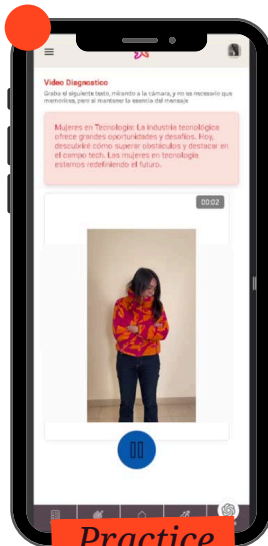 Video Diagnostico
Graba el siguiente texto, mirando a la cámara, y no es necesario que
memorices, pero si mantener la esencia del mensaje
Mujeres en Tecnología: La industria tecnológica
ofrece grandes oportunidades y desafíos. Hoy,
descubriré cómo superar obstáculos y destacar en
el campo tech. Las mujeres en tecnología
estamos redefiniendo el futuro.
00:02
Practice